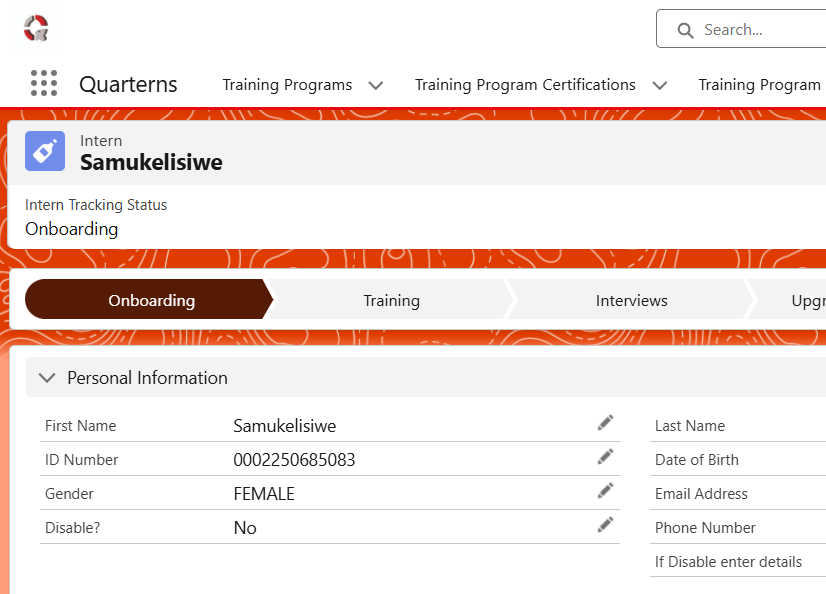 Search...
Quarterns Training Programs Training Program Certifications Training Program
Intern
Samukelisiwe
Intern Tracking Status
Onboarding
Onboarding Training Interviews Upgr
Personal Information
First Name Samukelisiwe Last Name
ID Number 0002250685083 Date of Birth
Gender FEMALE Email Address
Disable? No Phone Number
If Disable enter details